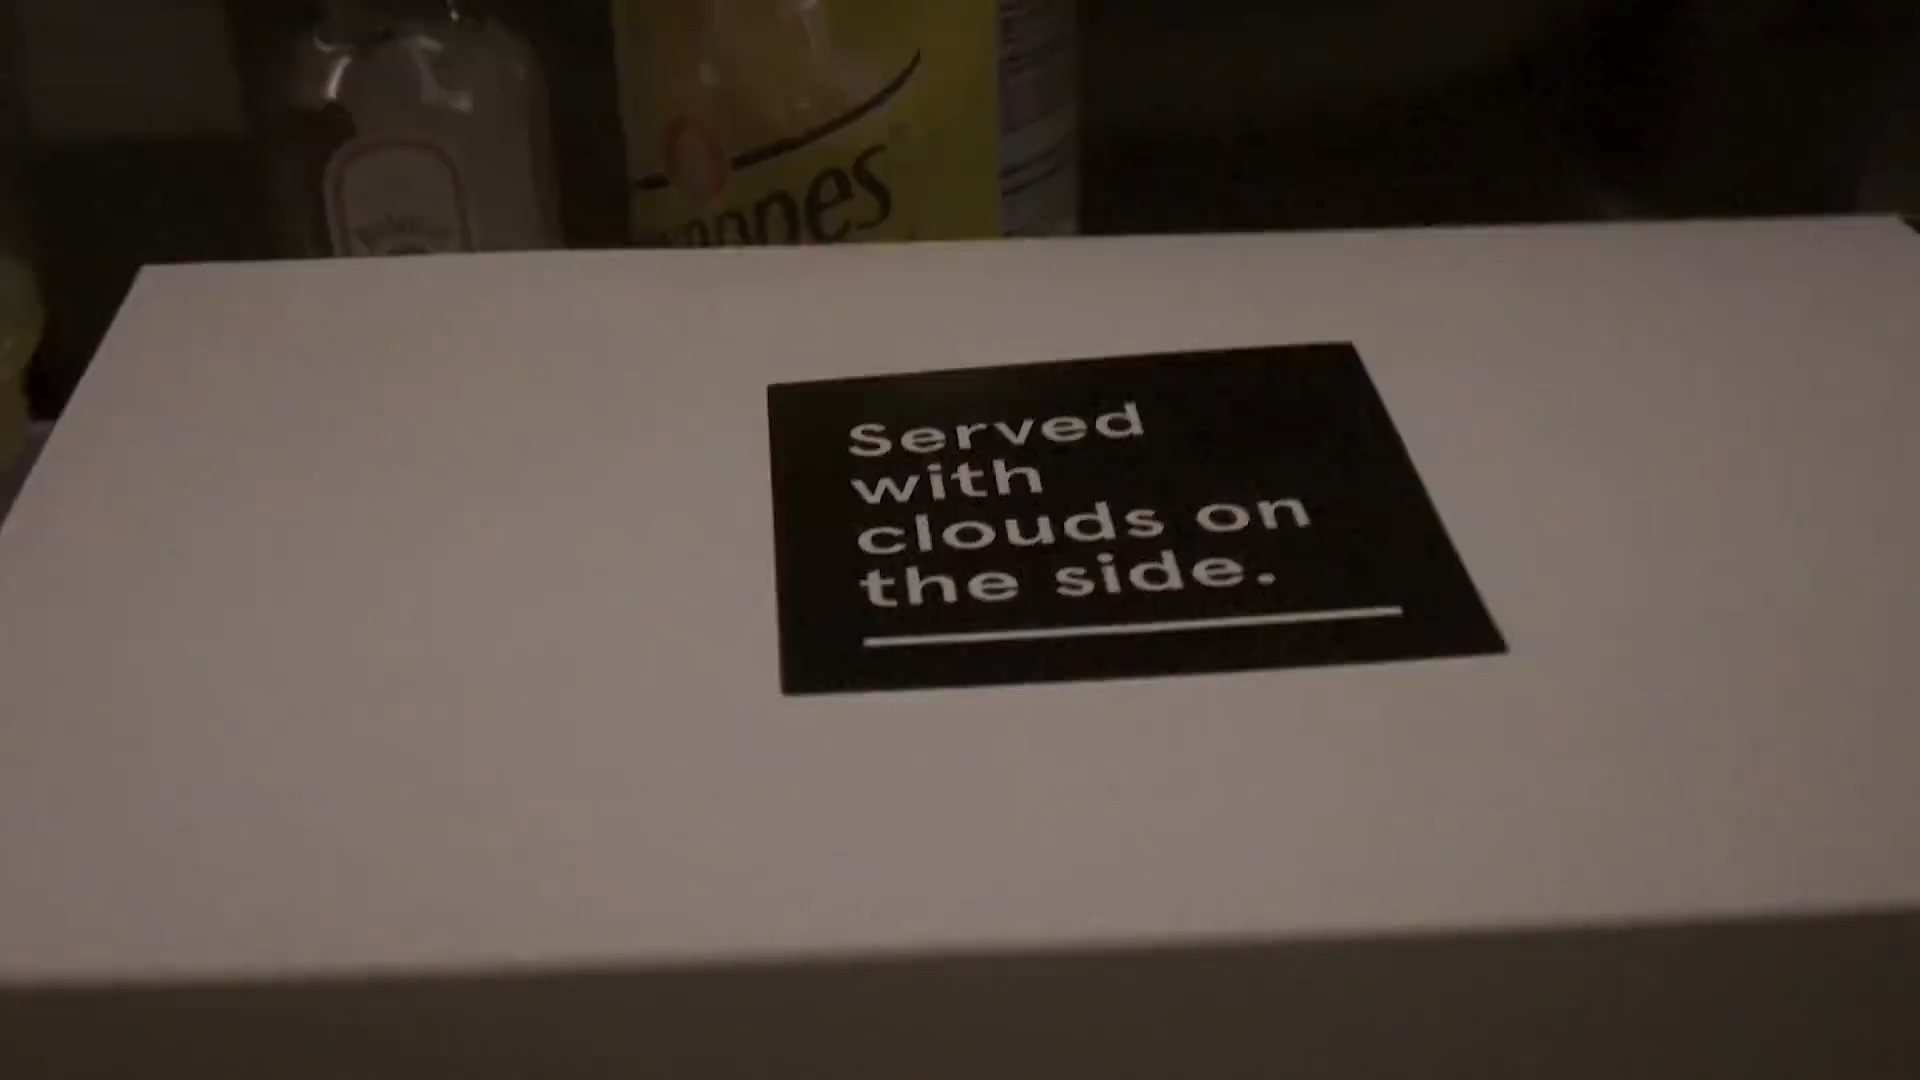 Served
with
clouds on
the side.